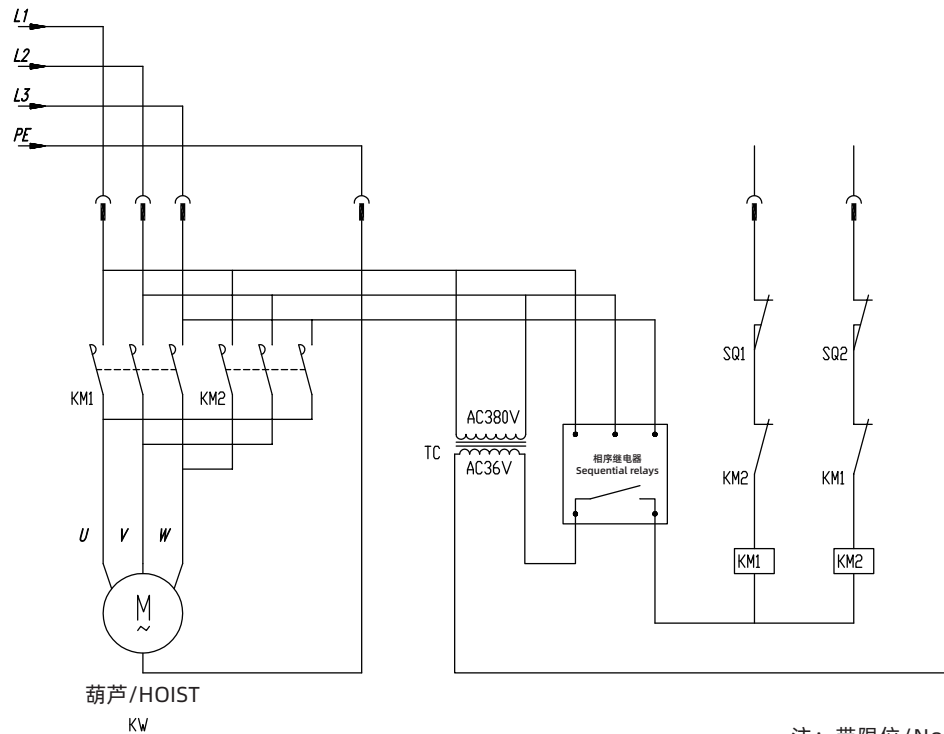 L1
L2
L3
PE
SQ1
SQ2
KM1
KM2
AC380V
TC
AC36V
相序继电器
Sequential relays
KM2
KM1
U
V
W
KM1
KM2
M
~
葫芦/HOIST
KW
注：带限位/No